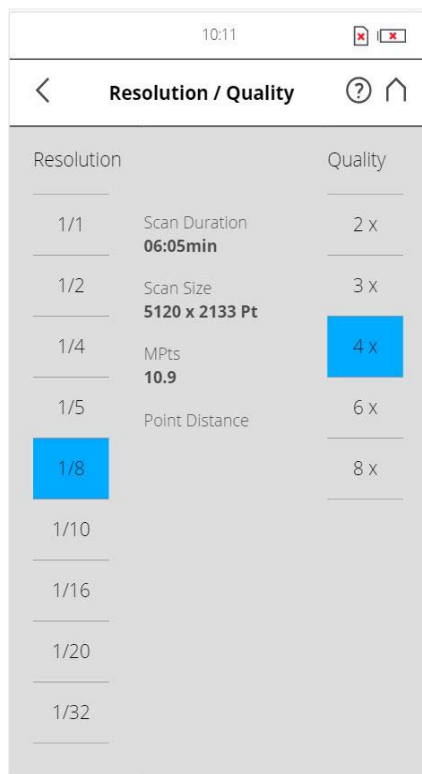 10:11
Resolution / Quality
Resolution
Quality
1/1
1/2
1/4
1/5
1/8
1/10
1/16
1/20
1/32
Scan Duration
06:05min
Scan Size
5120 x 2133 Pt
MPts
10.9
Point Distance
2 x
3 x
4 x
6 x
8 x